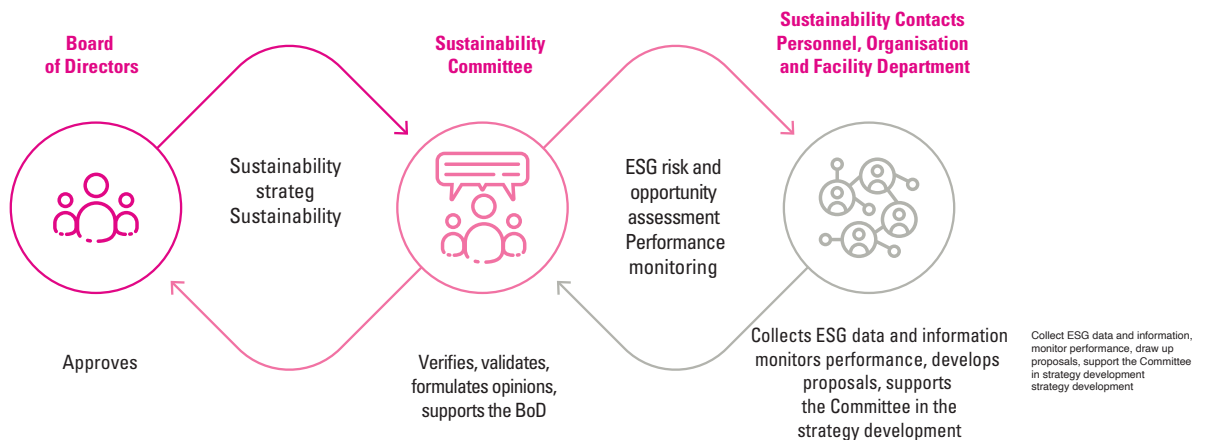 Board
of Directors
Sustainability
Committee
Sustainability Contacts
Personnel, Organisation
and Facility Department
Sustainability
strateg
Sustainability
ESG risk and
opportunity
assessment
Performance
monitoring
Approves
Verifies, validates,
formulates opinions,
supports the BoD
Collects ESG data and information
monitors performance, develops
proposals, supports
the Committee in the
strategy development
Collect ESG data and information,
monitor performance, draw up
proposals, support the Committee
in strategy development
strategy development